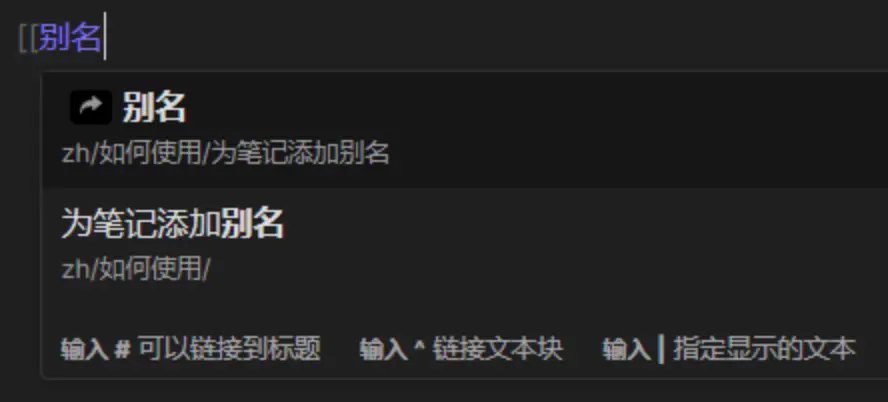 [[别名
别名
zh/如何使用/为笔记添加别名
为笔记添加别名
zh/如何使用/
输入 # 可以链接到标题 输入 ^ 链接文本块 输入 | 指定显示的文本